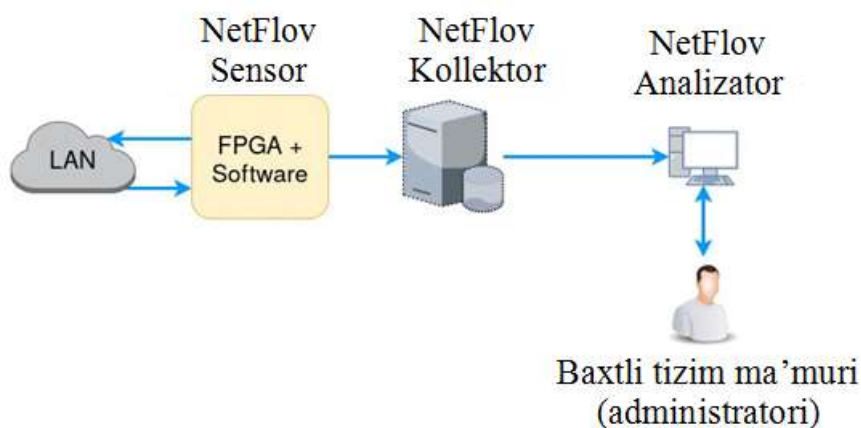 NetFlov
Sensor
NetFlov
Kollektor
NetFlov
Analizator
LAN
FPGA +
Software
Baxtli tizim ma’muri
(administratori)